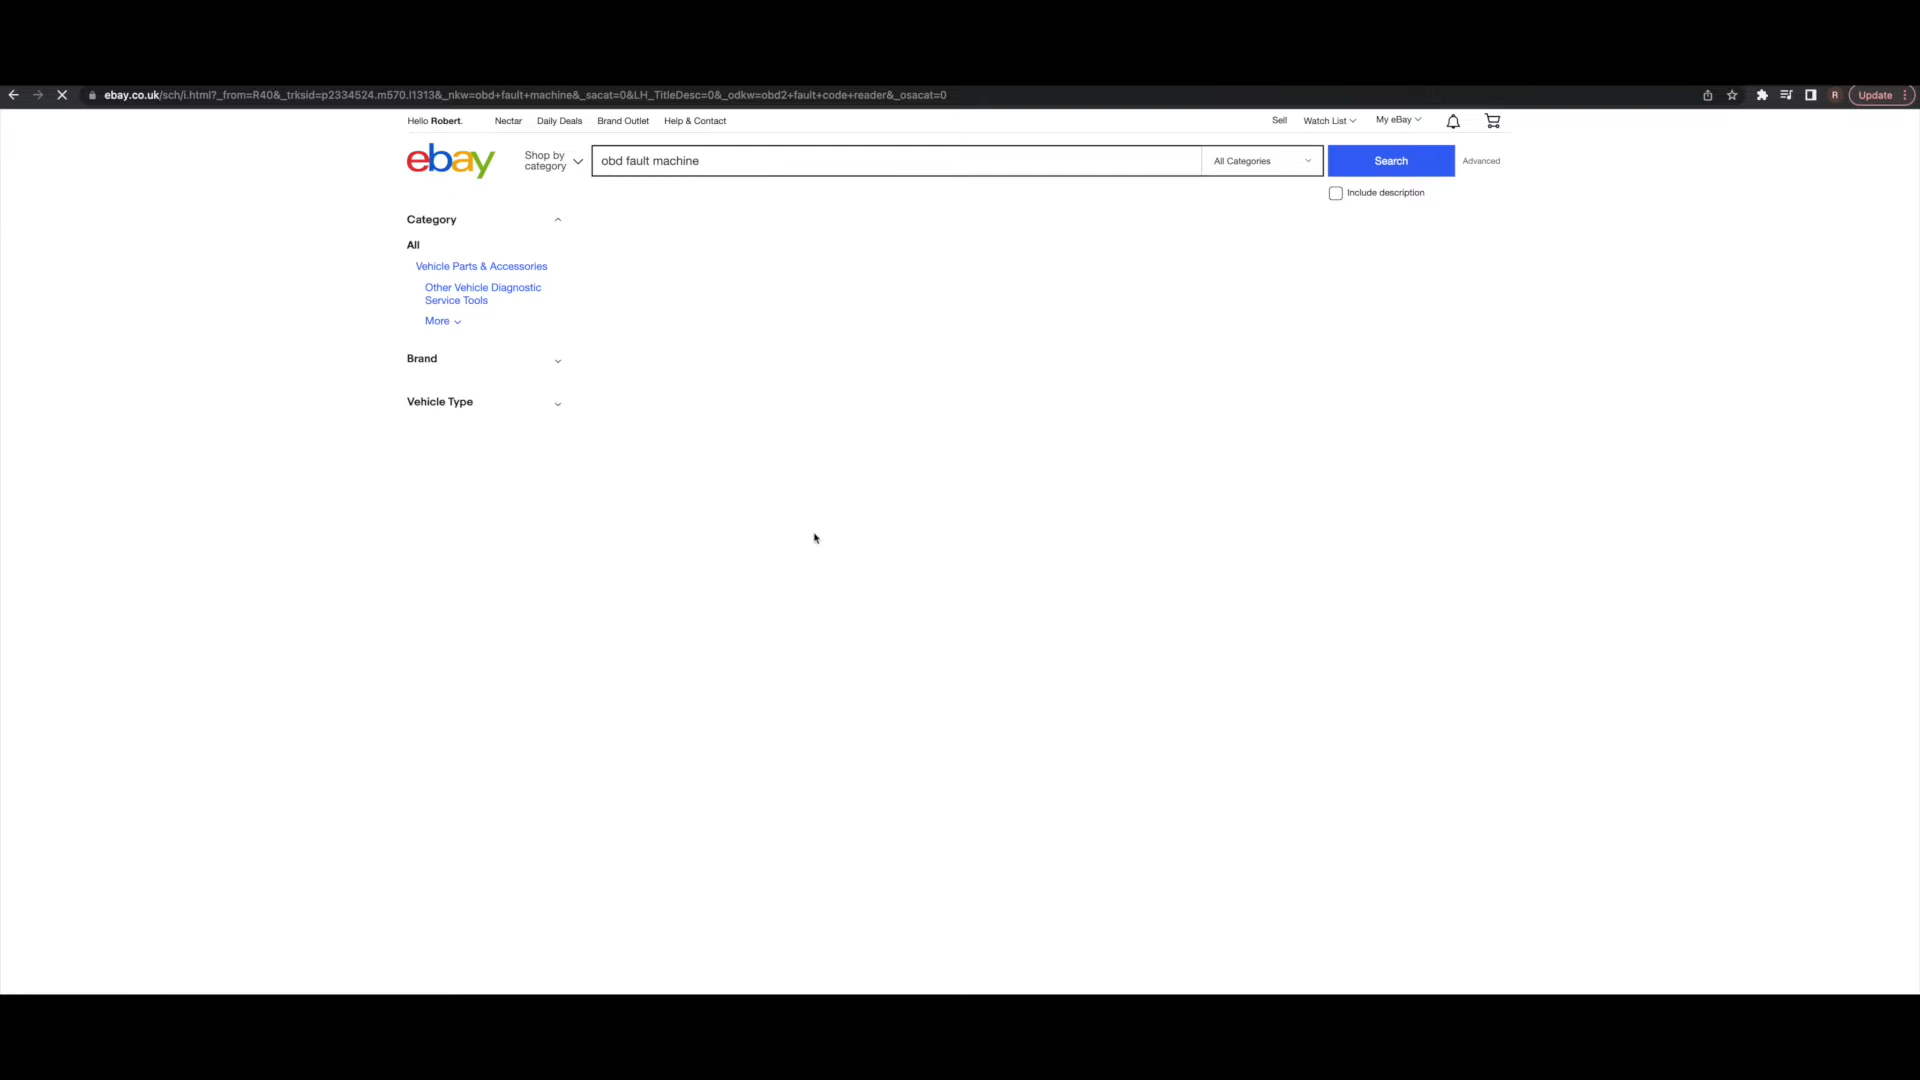 ebay.co.uk/sch/i.html?_from=R40&_trksid=p2334524.m570.l1313&_nkw=obd+fault+machine&_sacat=0&LH_TitleDesc=0&_odkw=obd2+fault+code+reader&_osacat=0
R
Update
Hello Robert.
Nectar
Daily Deals
Brand Outlet
Help & Contact
Sell
Watch List
My eBay
ebay
Shop by
category
obd fault machine
All Categories
Search
Advanced
Include description
Category
All
Vehicle Parts & Accessories
Other Vehicle Diagnostic
Service Tools
More
Brand
Vehicle Type